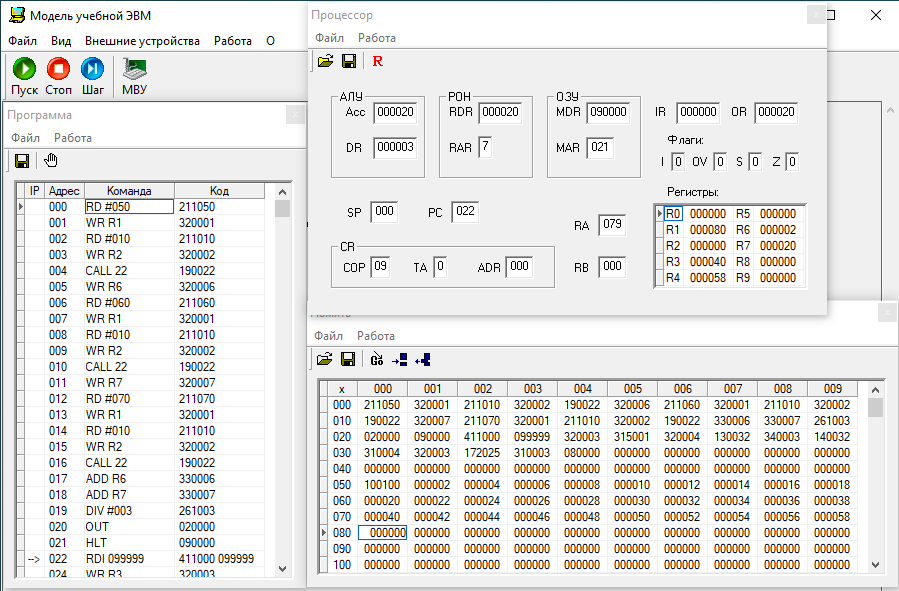 Модель учебной ЭВМ
Файл Вид Внешние устройства Работа О
Пуск Стоп Шаг МВУ
Программа
Файл Работа
IP Адрес Команда Код
000 RD #050 211050
001 WR R1 320001
002 RD #010 211010
003 WR R2 320002
004 CALL 22 190022
005 WR R6 320006
006 RD #060 211060
007 WR R1 320001
008 RD #010 211010
009 WR R2 320002
010 CALL 22 190022
011 WR R7 320007
012 RD #070 211070
013 WR R1 320001
014 RD #010 211010
015 WR R2 320002
016 CALL 22 190022
017 ADD R6 330006
018 ADD R7 330007
019 DIV #003 261003
020 OUT 020000
021 HLT 090000
--> 022 RDI 099999 411000 099999
024 WR R3 320003
Процессор
Файл Работа
R
АЛУ РОН ОЗУ
Acc 000020 RDR 000020 MDR 090000 IR 000000 OR 000020
DR 000003 RAR 7 MAR 021
Флаги:
I 0 OV 0 S 0 Z 0
SP 000 PC 022 RA 079
CR
COP 09 TA 0 ADR 000 RB 000
Регистры:
R0 000000 R5 000000
R1 000080 R6 000002
R2 000000 R7 000020
R3 000040 R8 000000
R4 000058 R9 000000
Файл Работа
Go
x 000 001 002 003 004 005 006 007 008 009
000 211050 320001 211010 320002 190022 320006 211060 320001 211010 320002
010 190022 320007 211070 320001 211010 320002 190022 330006 330007 261003
020 020000 090000 411000 099999 320003 315001 320004 130032 340003 140032
030 310004 320003 172025 310003 080000 000000 000000 000000 000000 000000
040 000000 000000 000000 000000 000000 000000 000000 000000 000000 000000
050 100100 000002 000004 000006 000008 000010 000012 000014 000016 000018
060 000020 000022 000024 000026 000028 000030 000032 000034 000036 000038
070 000040 000042 000044 000046 000048 000050 000052 000054 000056 000058
080 000000 000000 000000 000000 000000 000000 000000 000000 000000 000000
090 000000 000000 000000 000000 000000 000000 000000 000000 000000 000000
100 000000 000000 000000 000000 000000 000000 000000 000000 000000 000000